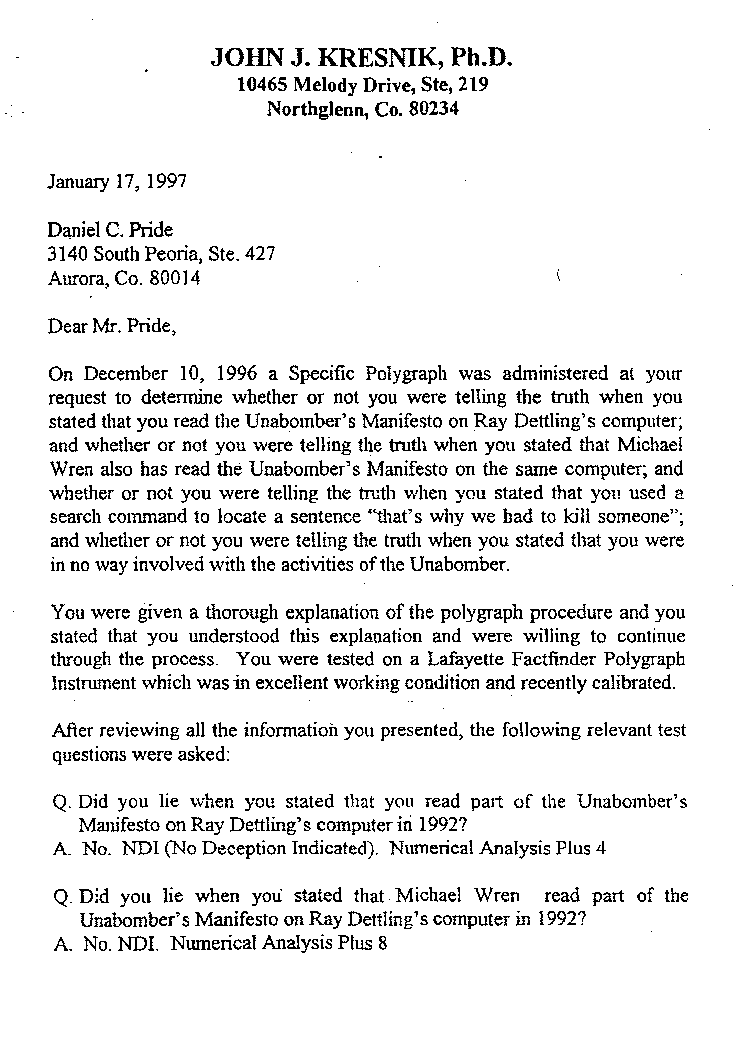 JOHN J. KRESNIK, Ph.D.
10465 Melody Drive, Ste, 219
Northglenn, Co. 80234
January 17, 1997
Daniel C. Pride
3140 South Peoria, Ste. 427
Aurora, Co. 80014
Dear Mr. Pride,
On December 10, 1996 a Specific Polygraph was administered at your
request to determine whether or not you were telling the truth when you
stated that you read the Unabomber's Manifesto on Ray Dettling's computer;
and whether or not you were telling the truth when you stated that Michael
Wren also has read the Unabomber's Manifesto on the same computer; and
whether or not you were telling the truth when you stated that you used a
search command to locate a sentence "that's why we had to kill someone";
and whether or not you were telling the truth when you stated that you were
in no way involved with the activities of the Unabomber.
You were given a thorough explanation of the polygraph procedure and you
stated that you understood this explanation and were willing to continue
through the process. You were tested on a Lafayette Factfinder Polygraph
Instrument which was in excellent working condition and recently calibrated.
After reviewing all the information you presented, the following relevant test
questions were asked:
Q. Did you lie when you stated that you read part of the Unabomber's
Manifesto on Ray Dettling's computer in 1992?
A. No. NDI (No Deception Indicated). Numerical Analysis Plus 4
Q. Did you lie when you stated that Michael Wren read part of the
Unabomber's Manifesto on Ray Dettling's computer in 1992?
A. No. NDI. Numerical Analysis Plus 8